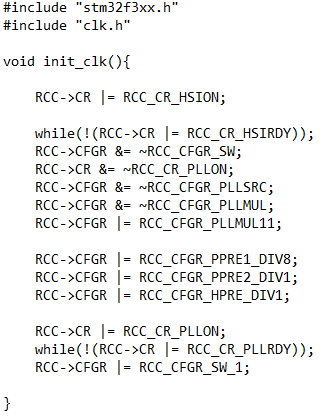 #include "stm32f3xx.h"
#include "clk.h"
void init_clk(){
RCC->CR |= RCC_CR_HSION;
while(!(RCC->CR |= RCC_CR_HSIRDY));
RCC->CFGR &= ~RCC_CFGR_SW;
RCC->CR &= ~RCC_CR_PLLON;
RCC->CFGR &= ~RCC_CFGR_PLLSRC;
RCC->CFGR &= ~RCC_CFGR_PLLMUL;
RCC->CFGR |= RCC_CFGR_PLLMUL11;
RCC->CFGR |= RCC_CFGR_PPRE1_DIV8;
RCC->CFGR |= RCC_CFGR_PPRE2_DIV1;
RCC->CFGR |= RCC_CFGR_HPRE_DIV1;
RCC->CR |= RCC_CR_PLLON;
while(!(RCC->CR |= RCC_CR_PLLRDY));
RCC->CFGR |= RCC_CFGR_SW_1;
}